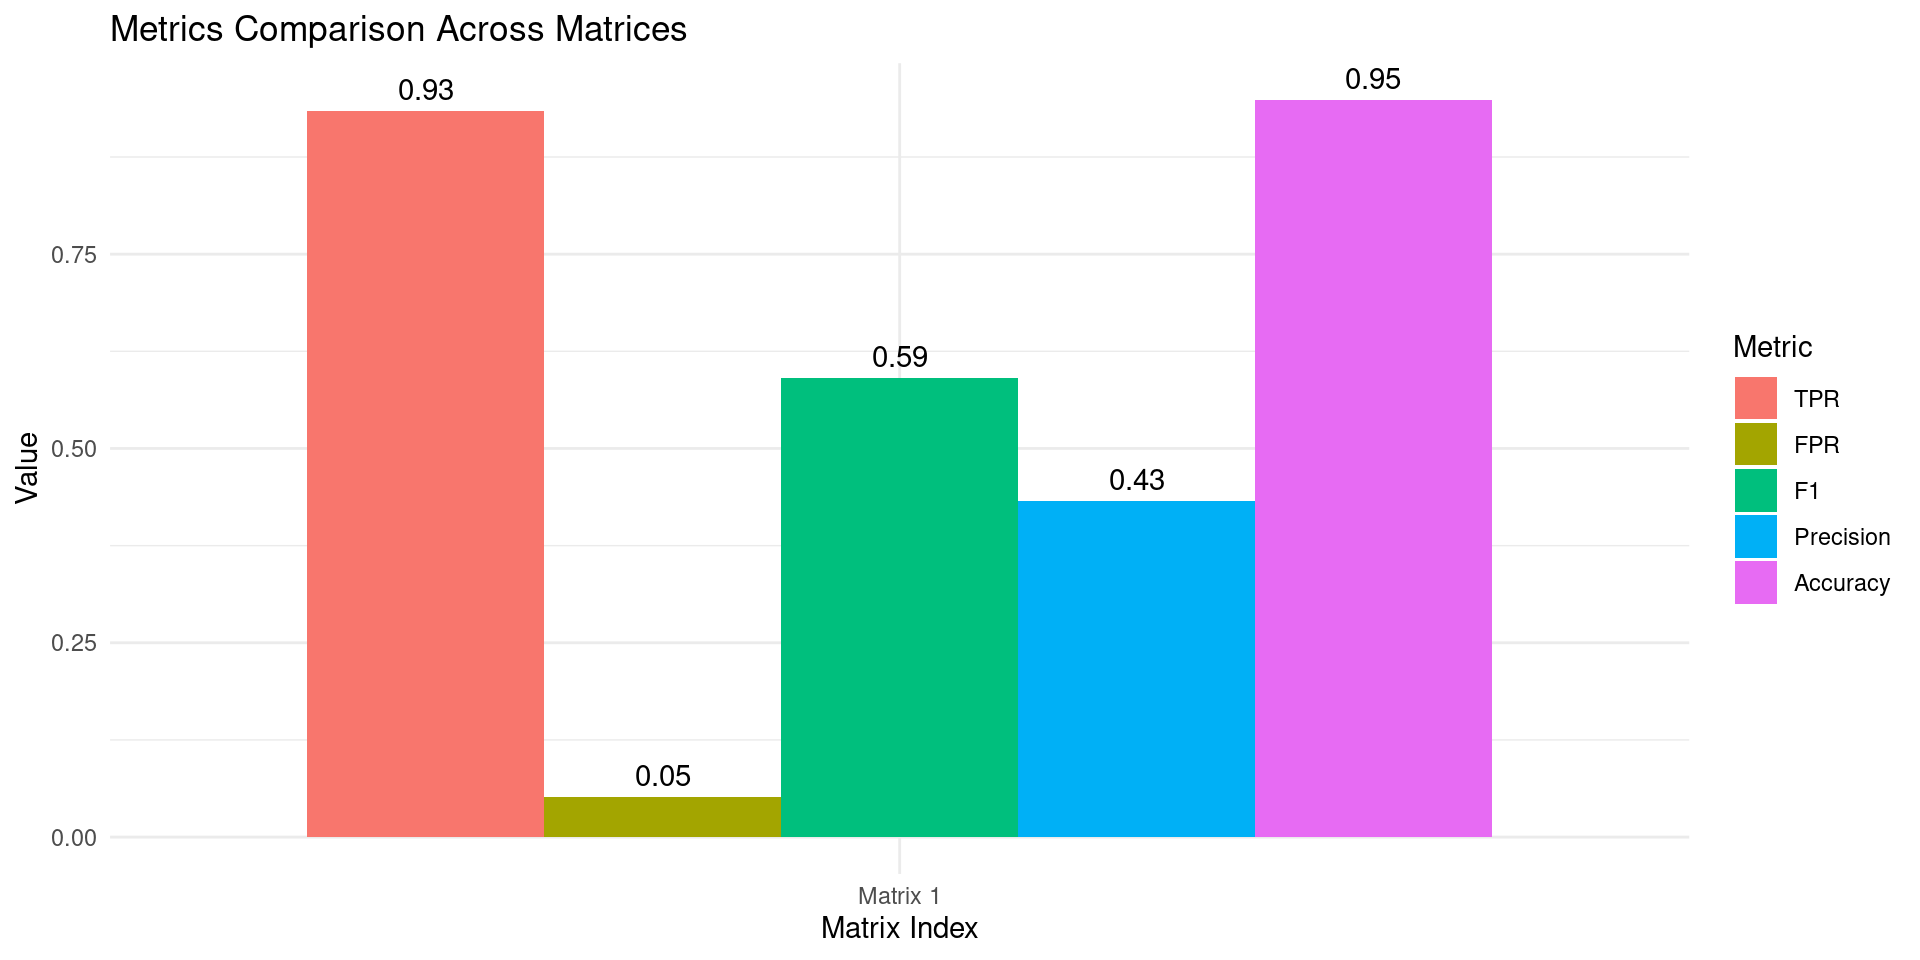 Metrics Comparison Across Matrices
0.93
0.95
0.59
0.43
0.05
Value
0.75
0.50
0.25
0.00
Matrix 1
Matrix Index
Metric
TPR
FPR
F1
Precision
Accuracy